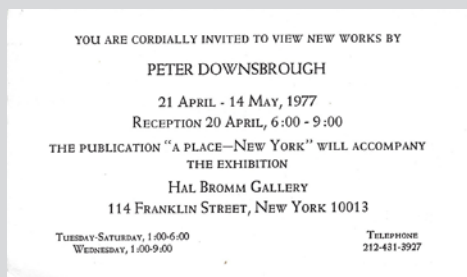 YOU ARE CORDIALLY INVITED TO VIEW NEW WORKS BY
PETER DOWNSBROUGH
21 APRIL - 14 MAY, 1977
RECEPTION 20 APRIL, 6:00 - 9:00
THE PUBLICATION "A PLACE—NEW YORK" WILL ACCOMPANY
THE EXHIBITION
HAL BROMM GALLERY
114 FRANKLIN STREET, NEW YORK 10013
TUESDAY-SATURDAY, 1:00-6:00
WEDNESDAY, 1:00-9:00
TELEPHONE
212-431-3927